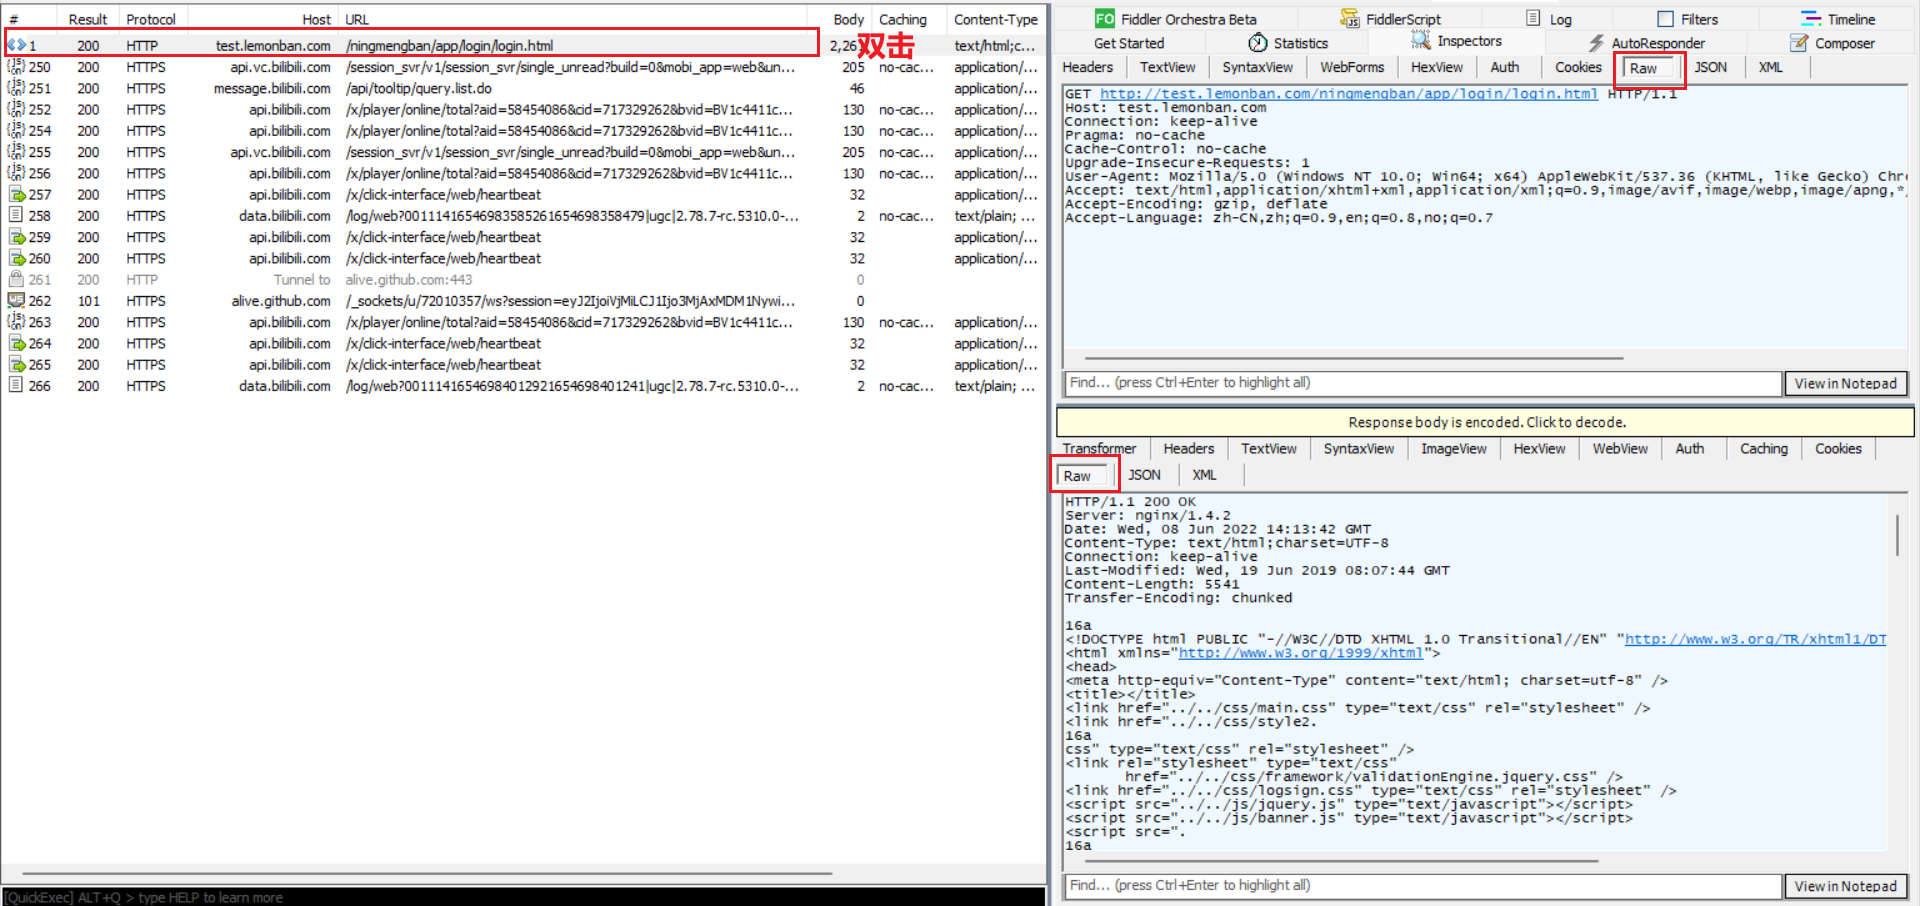 # Result Protocol Host URL Body Caching Content-Type
1 200 HTTP test.lemonban.com /ningmengban/app/login/login.html 2,26 双击 text/html;c...
250 200 HTTPS api.vc.bilibili.com /session_svr/v1/session_svr/single_unread?build=0&mobi_app=web&un... 205 no-cac... application/...
251 200 HTTPS message.bilibili.com /api/tooltip/query.list.do 46 application/...
252 200 HTTPS api.bilibili.com /x/player/online/total?aid=58454086&cid=717329262&bvid=BV1c4411c... 130 no-cac... application/...
254 200 HTTPS api.bilibili.com /x/player/online/total?aid=58454086&cid=717329262&bvid=BV1c4411c... 130 no-cac... application/...
255 200 HTTPS api.vc.bilibili.com /session_svr/v1/session_svr/single_unread?build=0&mobi_app=web&un... 205 no-cac... application/...
256 200 HTTPS api.bilibili.com /x/player/online/total?aid=58454086&cid=717329262&bvid=BV1c4411c... 130 no-cac... application/...
257 200 HTTPS api.bilibili.com /x/click-interface/web/heartbeat 32 application/...
258 200 HTTPS data.bilibili.com /log/web?00111416546983585261654698358479|ugc|2.78.7-rc.5310.0-... 2 no-cac... text/plain; ...
259 200 HTTPS api.bilibili.com /x/click-interface/web/heartbeat 32 application/...
260 200 HTTPS api.bilibili.com /x/click-interface/web/heartbeat 32 application/...
261 200 HTTP Tunnel to alive.github.com:443 0
262 101 HTTPS alive.github.com /_sockets/u/72010357/ws?session=eyJ2IjoiVjMiLCJ1Ijo3MjAxMDM1Nywi... 0
263 200 HTTPS api.bilibili.com /x/player/online/total?aid=58454086&cid=717329262&bvid=BV1c4411c... 130 no-cac... application/...
264 200 HTTPS api.bilibili.com /x/click-interface/web/heartbeat 32 application/...
265 200 HTTPS api.bilibili.com /x/click-interface/web/heartbeat 32 application/...
266 200 HTTPS data.bilibili.com /log/web?0011141654698401292165469840124​1|ugc|2.78.7-rc.5310.0-... 2 no-cac... text/plain; ...
[QuickExec] ALT+Q > type HELP to learn more
FO Fiddler Orchestra Beta FiddlerScript Log Filters Timeline
Get Started Statistics Inspectors AutoResponder Composer
Headers TextView SyntaxView WebForms HexView Auth Cookies Raw JSON XML
GET http://test.lemonban.com/ningmengban/app/login/login.html HTTP/1.1
Host: test.lemonban.com
Connection: keep-alive
Pragma: no-cache
Cache-Control: no-cache
Upgrade-Insecure-Requests: 1
User-Agent: Mozilla/5.0 (Windows NT 10.0; Win64; x64) AppleWebKit/537.36 (KHTML, like Gecko) Chr
Accept: text/html,application/xhtml+xml,application/xml;q=0.9,image/avif,image/webp,image/apng,*/
Accept-Encoding: gzip, deflate
Accept-Language: zh-CN,zh;q=0.9,en;q=0.8,no;q=0.7
Find... (press Ctrl+Enter to highlight all) View in Notepad
Response body is encoded. Click to decode.
Transformer Headers TextView SyntaxView ImageView HexView WebView Auth Caching Cookies
Raw JSON XML
HTTP/1.1 200 OK
Server: nginx/1.4.2
Date: Wed, 08 Jun 2022 14:13:42 GMT
Content-Type: text/html;charset=UTF-8
Connection: keep-alive
Last-Modified: Wed, 19 Jun 2019 08:07:44 GMT
Content-Length: 5541
Transfer-Encoding: chunked
16a
<!DOCTYPE html PUBLIC "-//W3C//DTD XHTML 1.0 Transitional//EN" "http://www.w3.org/TR/xhtml1/DT
<html xmlns="http://www.w3.org/1999/xhtml">
<head>
<meta http-equiv="Content-Type" content="text/html; charset=utf-8" />
<title></title>
<link href="../../css/main.css" type="text/css" rel="stylesheet" />
<link href="../../css/style2.
16a
css" type="text/css" rel="stylesheet" />
<link rel="stylesheet" type="text/css"
href="../../css/framework/validationEngine.jquery.css" />
<link href="../../css/logsign.css" type="text/css" rel="stylesheet" />
<script src="../../js/jquery.js" type="text/javascript"></script>
<script src="../../js/banner.js" type="text/javascript"></script>
<script src=".
16a
Find... (press Ctrl+Enter to highlight all) View in Notepad